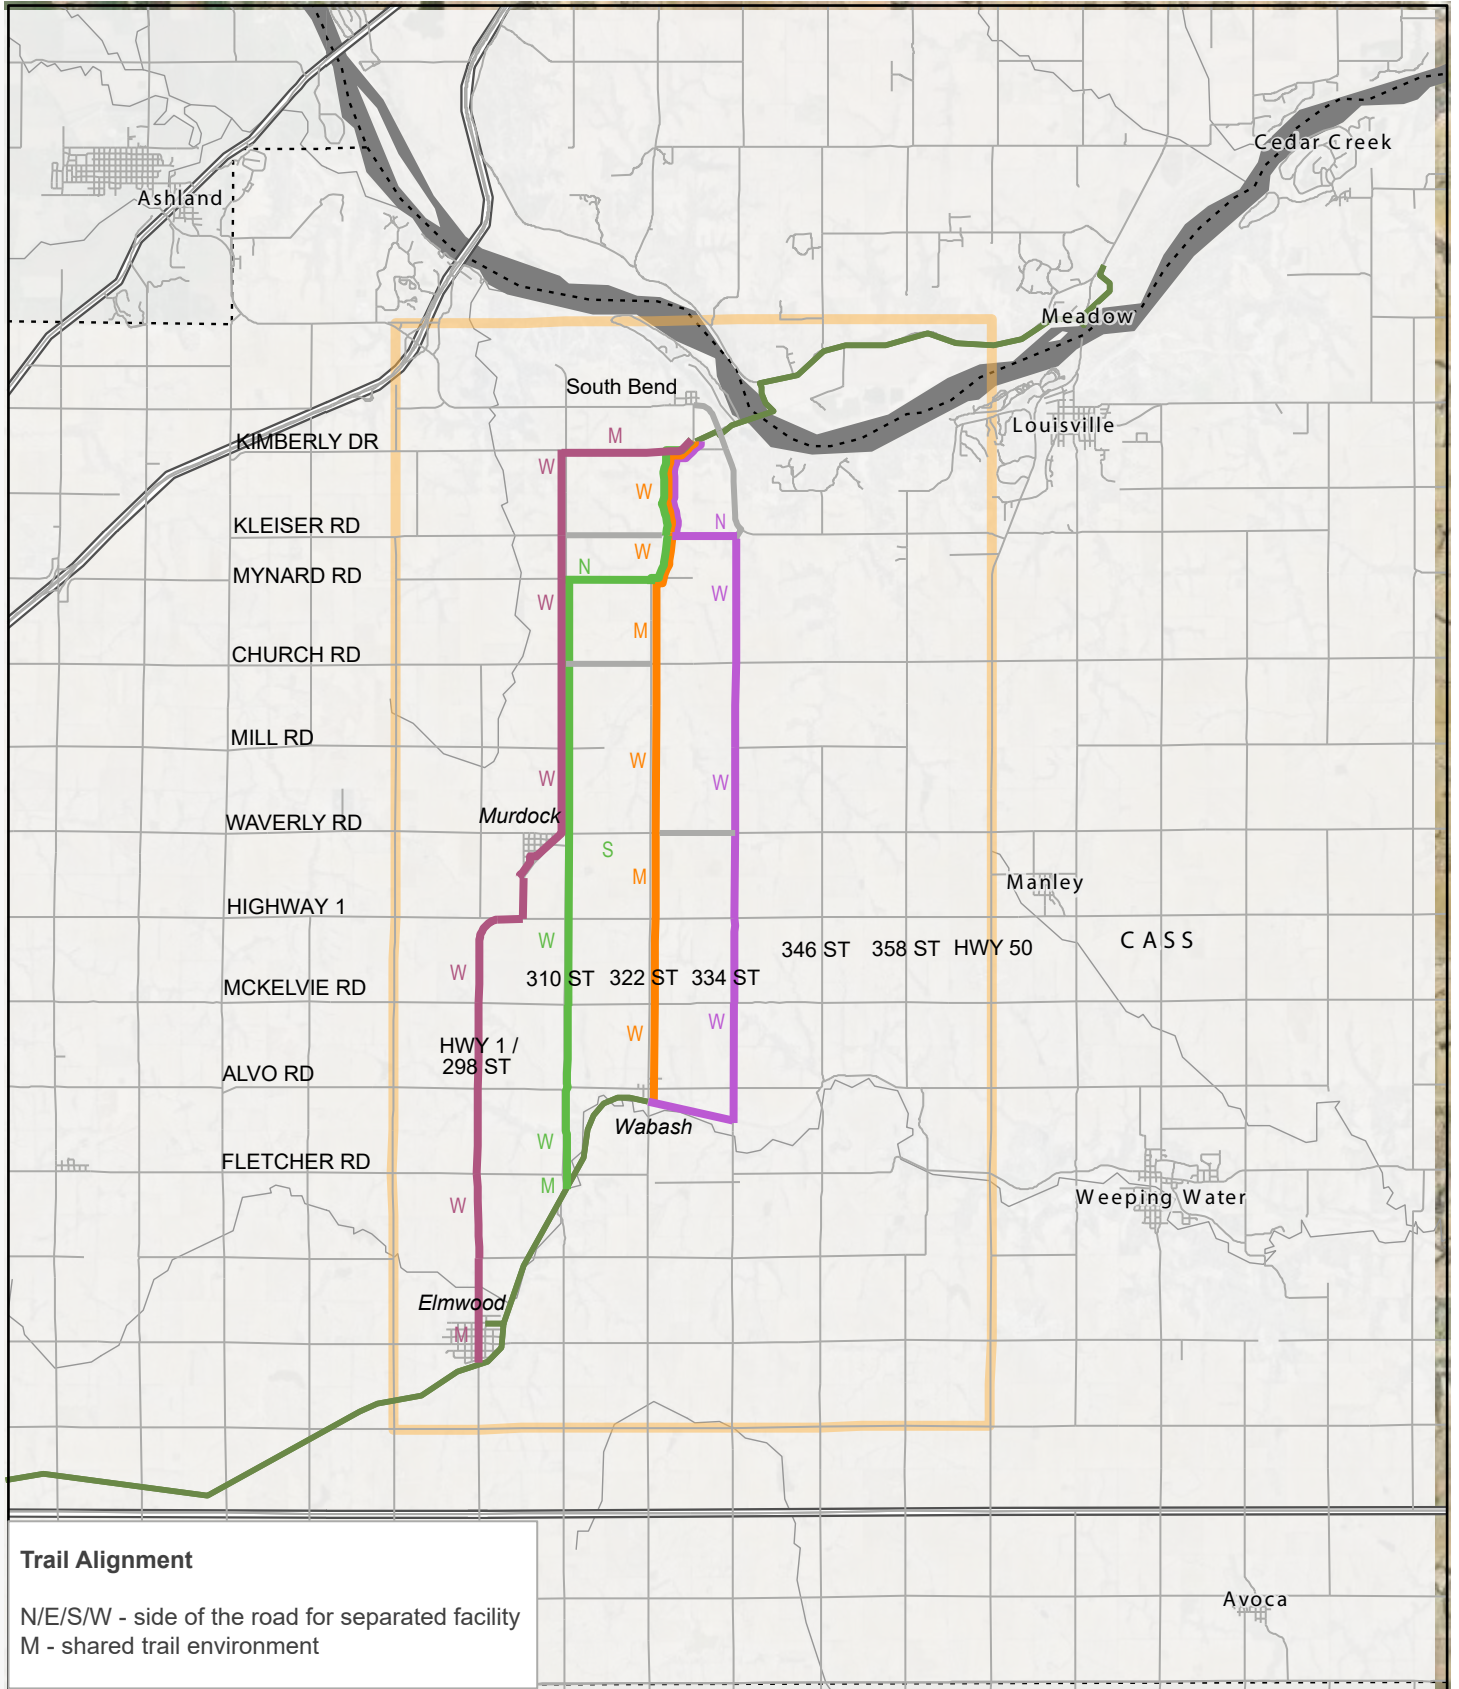 Cedar Creek
Ashland
Meadow
South Bend
Louisville
M
KIMBERLY DR
W
W
KLEISER RD
N
W
MYNARD RD
N
W
W
M
CHURCH RD
MILL RD
W
W
W
Murdock
WAVERLY RD
S
M
Manley
HIGHWAY 1
W
CASS
346 ST
358 ST
HWY 50
W
310 ST
322 ST
334 ST
MCKELVIE RD
W
W
HWY 1 /
298 ST
ALVO RD
Wabash
W
FLETCHER RD
M
W
Weeping Water
Elmwood
M
Trail Alignment
N/E/S/W - side of the road for separated facility
M - shared trail environment
Avoca